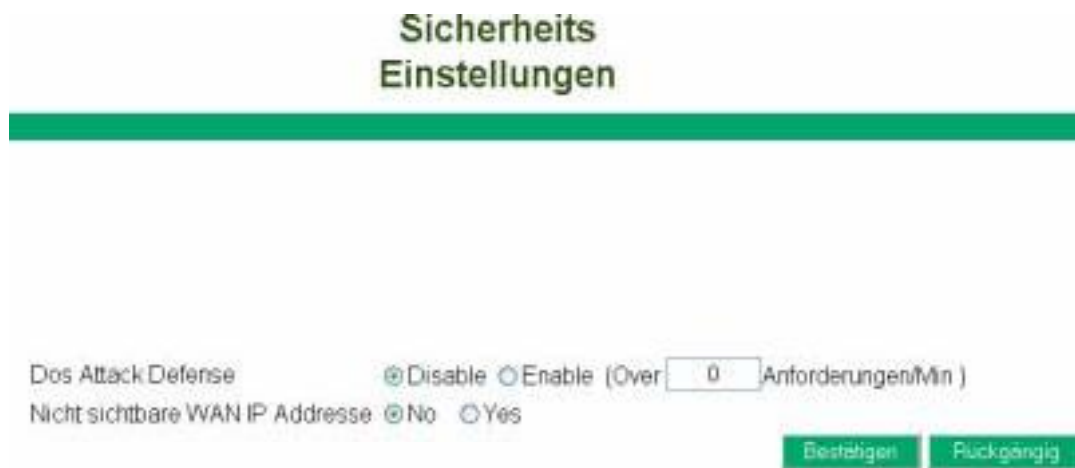 Sicherheits
Einstellungen
Dos Attack Defense Disable Enable (Over 0 Anforderungen/Min )
Nicht sichtbare WAN IP Addresse No Yes
Bestätigen Rückgängig